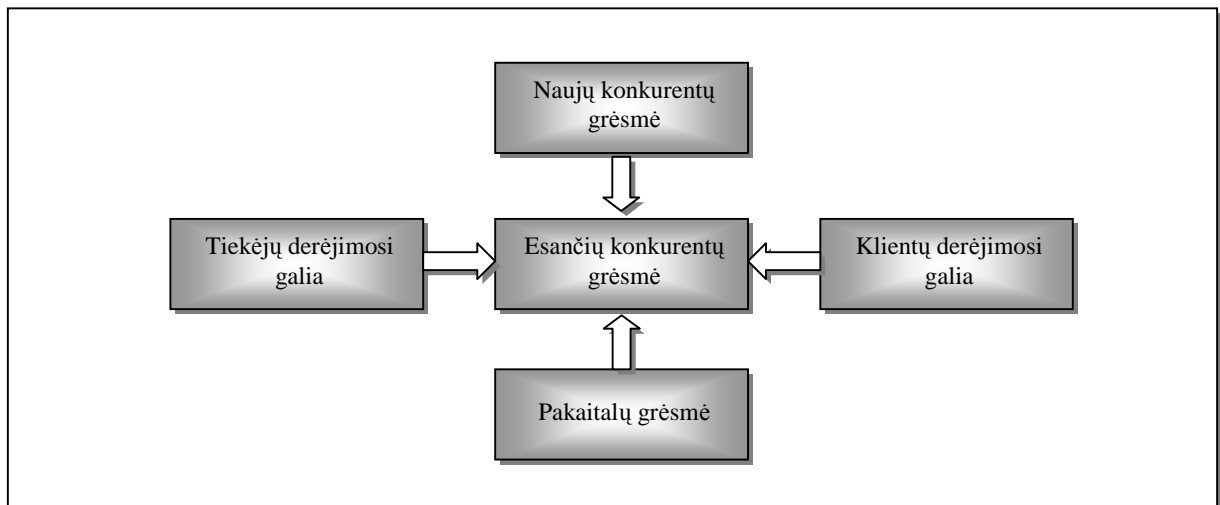 Naujų konkurentų
grėsmė
Tiekėjų derėjimosi
galia
Esančių konkurentų
grėsmė
Klientų derėjimosi
galia
Pakaitalų grėsmė